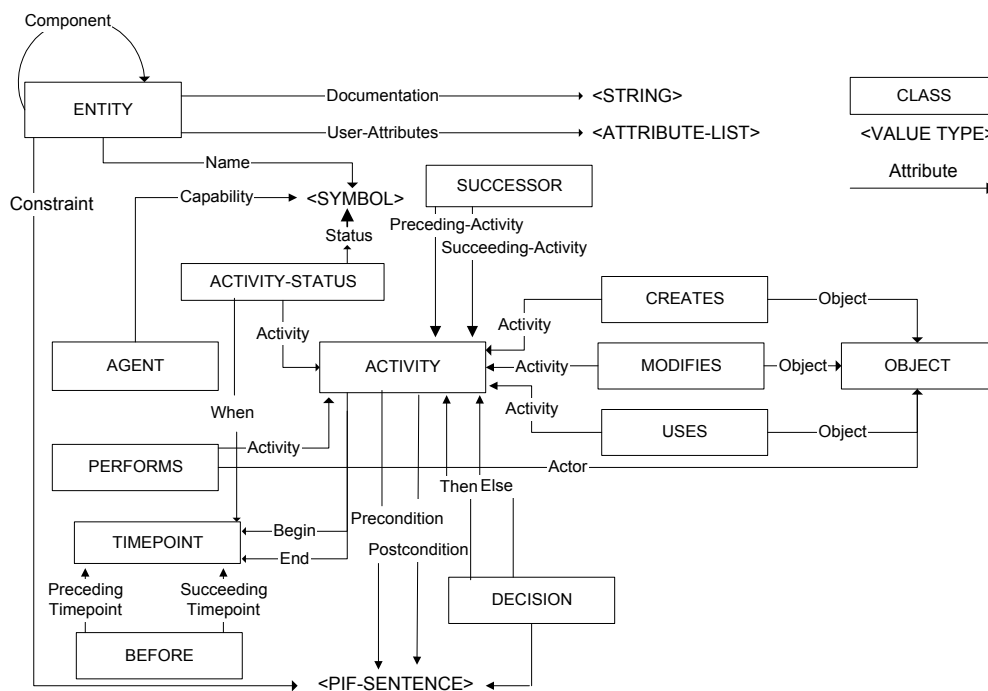 Component
ENTITY
Documentation
<STRING>
CLASS
User-Attributes
<ATTRIBUTE-LIST>
<VALUE TYPE>
Name
Attribute
Constraint
Capability
<SYMBOL>
SUCCESSOR
Preceding-Activity
Status
Succeeding-Activity
ACTIVITY-STATUS
CREATES
Object
Activity
Activity
AGENT
ACTIVITY
Activity
MODIFIES
Object
OBJECT
When
Activity
USES
Object
Activity
PERFORMS
Actor
Then
Else
Precondition
Begin
TIMEPOINT
End
Postcondition
Preceding
Timepoint
Succeeding
Timepoint
DECISION
BEFORE
<PIF-SENTENCE>